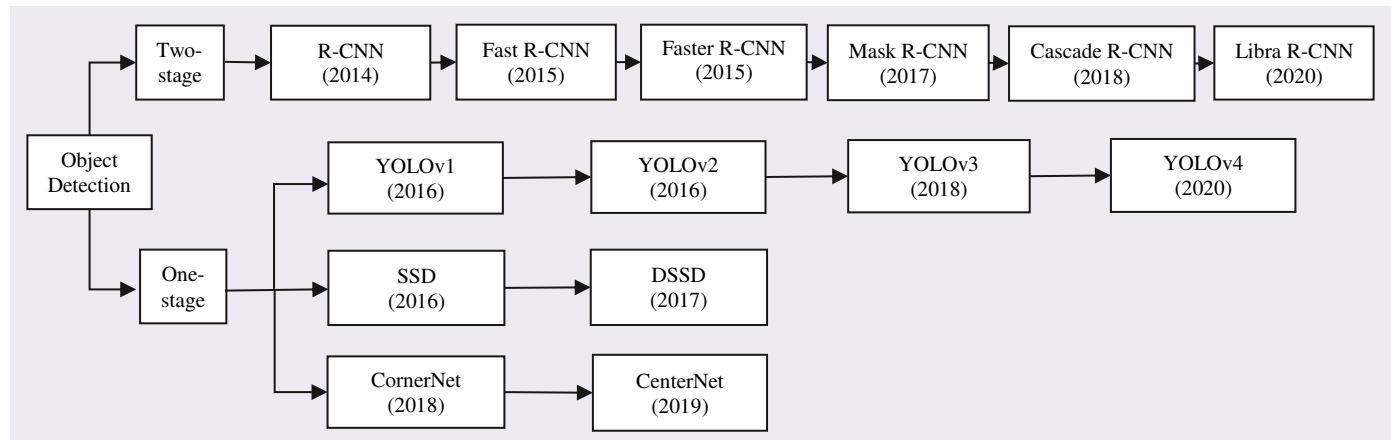 Two-
stage
R-CNN
(2014)
Fast R-CNN
(2015)
Faster R-CNN
(2015)
Mask R-CNN
(2017)
Cascade R-CNN
(2018)
Libra R-CNN
(2020)
Object
Detection
YOLOv1
(2016)
YOLOv2
(2016)
YOLOv3
(2018)
YOLOv4
(2020)
One-
stage
SSD
(2016)
DSSD
(2017)
CornerNet
(2018)
CenterNet
(2019)